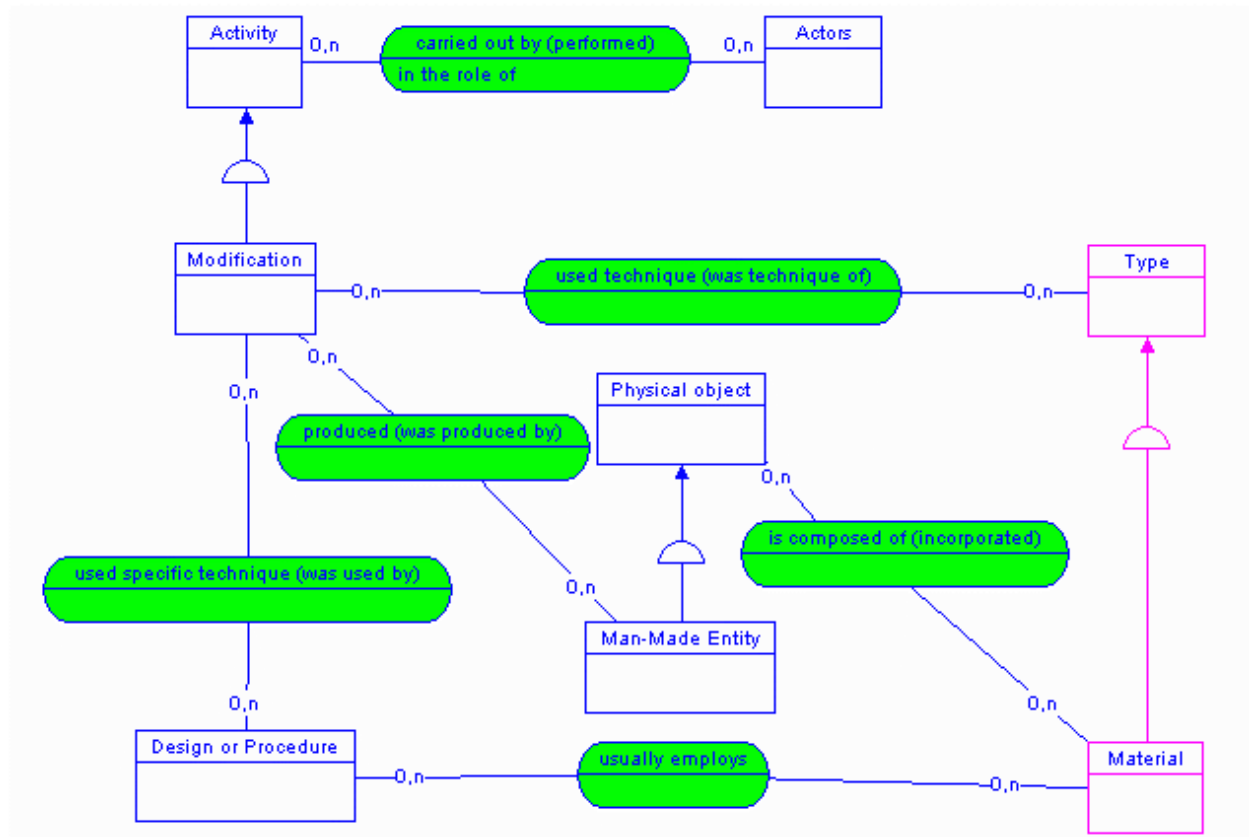 Activity
0,n
carried out by (performed)
in the role of
0,n
Actors
Modification
0,n
used technique (was technique of)
0,n
Type
0,n
0,n
Physical object
produced (was produced by)
0,n
is composed of (incorporated)
used specific technique (was used by)
0,n
Man-Made Entity
0,n
0,n
Design or Procedure
0,n
usually employs
0,n
Material